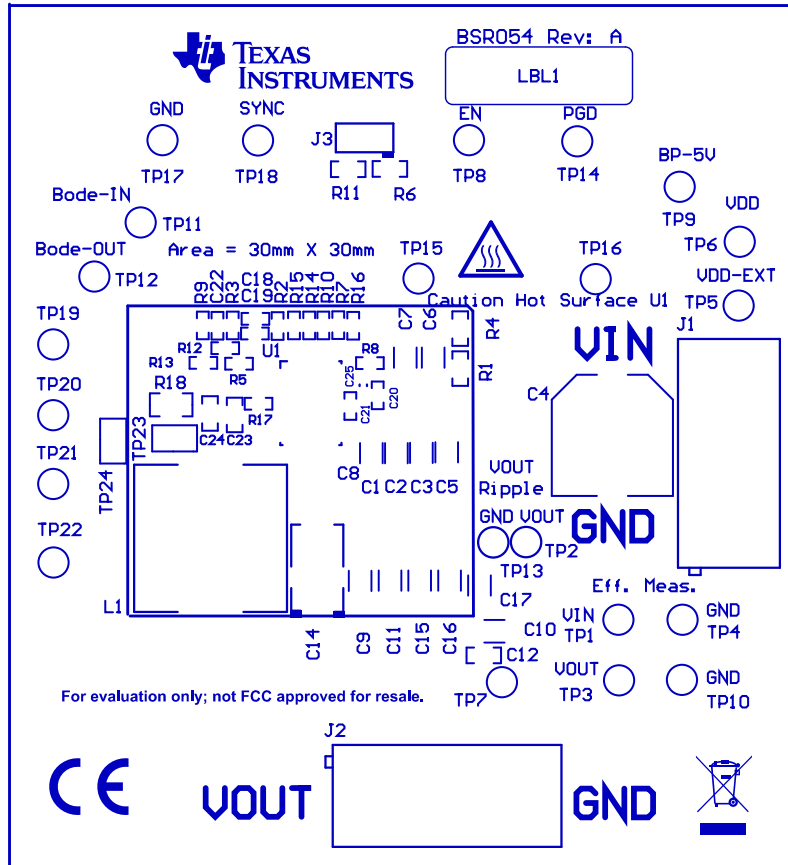 BSR054 Rev: A
TEXAS
INSTRUMENTS
LBL1
GND
SYNC
EN
PGD
J3
TP17
TP18
TP8
TP14
R11
R6
BP-5V
TP9
Bode-IN
TP11
VDD
TP6
Bode-OUT
TP12
Area = 30mm X 30mm
TP15
TP16
VDD-EXT
TP5
Caution Hot Surface U1
J1
R9
C22
R3
C18
C19
R2
R15
R14
R10
R7
R16
C7
C6
R4
TP19
R12
U1
R13
R5
R8
R1
VIN
C4
TP20
R18
C25
C20
C21
R17
TP23
C24
C23
TP21
TP24
C8
C1
C2
C3
C5
VOUT
Ripple
GND
VOUT
GND
TP22
TP2
TP13
L1
C17
Eff. Meas.
VIN
TP1
GND
TP4
C14
C9
C11
C15
C16
C10
C12
VOUT
TP3
GND
TP10
TP7
For evaluation only; not FCC approved for resale.
J2
CE
VOUT
GND